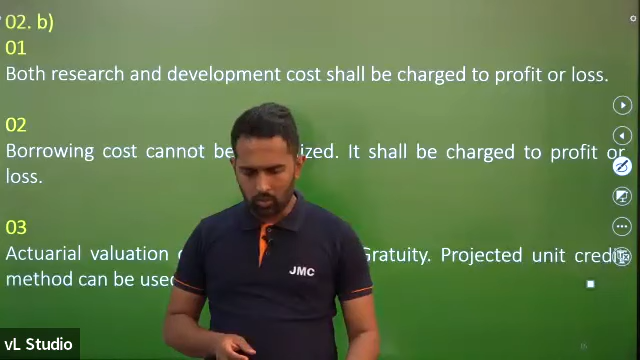 02. b)
01
Both research and development cost shall be charged to profit or loss.
02
Borrowing cost cannot be ized. It shall be charged to profit or
loss.
03
Actuarial valuation Gratuity. Projected unit credit
method can be used
JMC
vL Studio